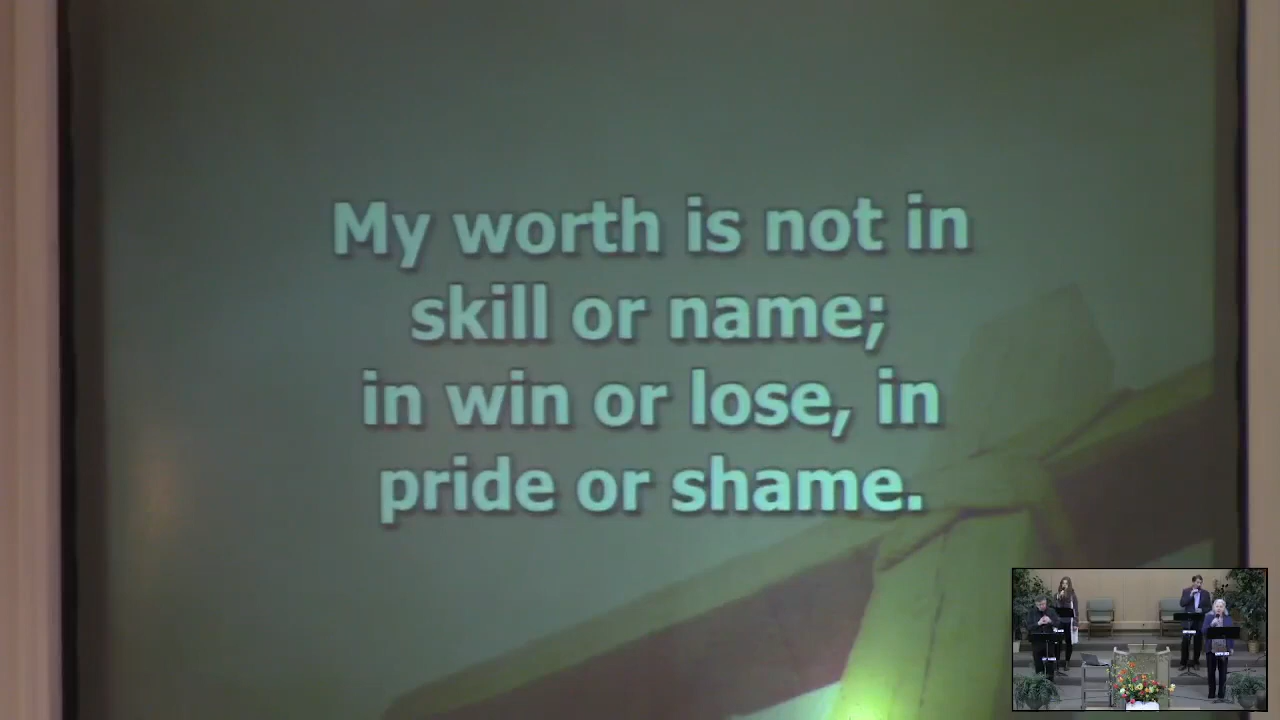 My worth is not in
skill or name;
in win or lose, in
pride or shame.